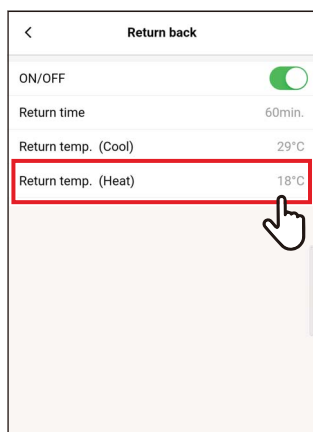 Return back
ON/OFF
Return time 60min.
Return temp. (Cool) 29°C
Return temp. (Heat) 18°C